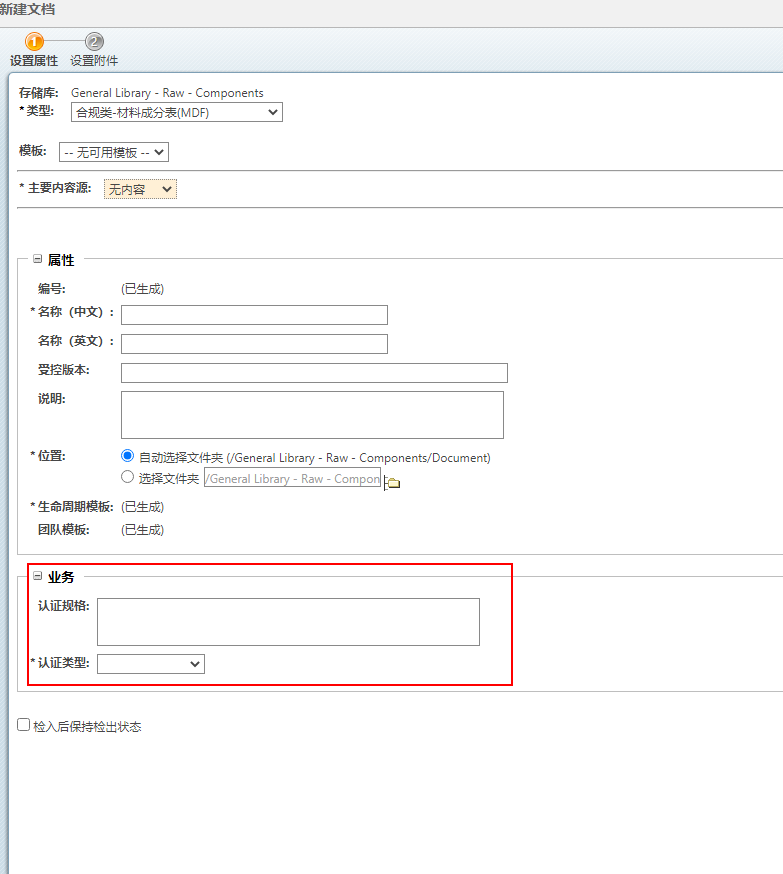 新建文档
1 2
设置属性 设置附件
存储库: General Library - Raw - Components
* 类型: 合规类-材料成分表(MDF)
模板: -- 无可用模板 --
* 主要内容源: 无内容
属性
编号: (已生成)
* 名称（中文）:
名称（英文）:
受控版本:
说明:
* 位置: 自动选择文件夹 (/General Library - Raw - Components/Document)
选择文件夹 /General Library - Raw - Compon
* 生命周期模板: (已生成)
团队模板: (已生成)
业务
认证规格:
* 认证类型:
检入后保持检出状态